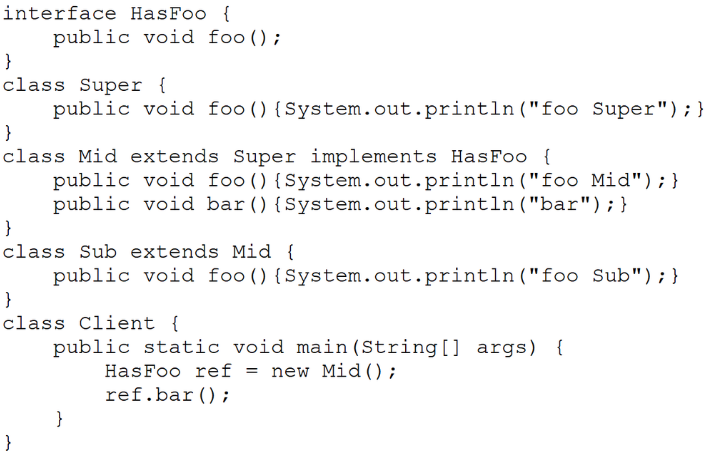 interface HasFoo {
    public void foo();
}
class Super {
    public void foo(){System.out.println("foo Super");}
}
class Mid extends Super implements HasFoo {
    public void foo(){System.out.println("foo Mid");}
    public void bar(){System.out.println("bar");}
}
class Sub extends Mid {
    public void foo(){System.out.println("foo Sub");}
}
class Client {
    public static void main(String[] args) {
        HasFoo ref = new Mid();
        ref.bar();
    }
}